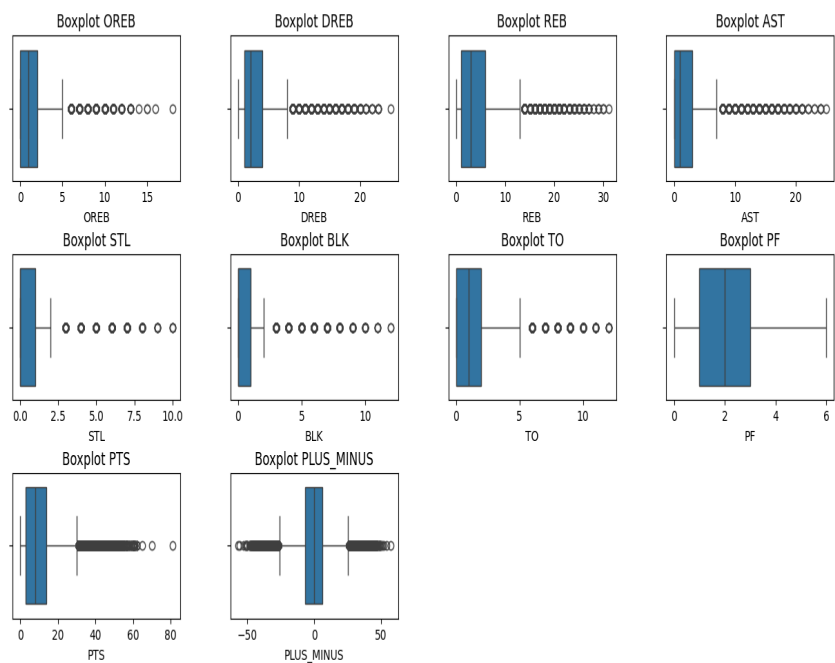 Boxplot OREB
Boxplot DREB
Boxplot REB
Boxplot AST
0 5 10 15
0 10 20
0 10 20 30
0 10 20
OREB
DREB
REB
AST
Boxplot STL
Boxplot BLK
Boxplot TO
Boxplot PF
0.0 2.5 5.0 7.5 10.0
0 5 10
0 5 10
0 2 4 6
STL
BLK
TO
PF
Boxplot PTS
Boxplot PLUS_MINUS
0 20 40 60 80
−50 0 50
PTS
PLUS_MINUS